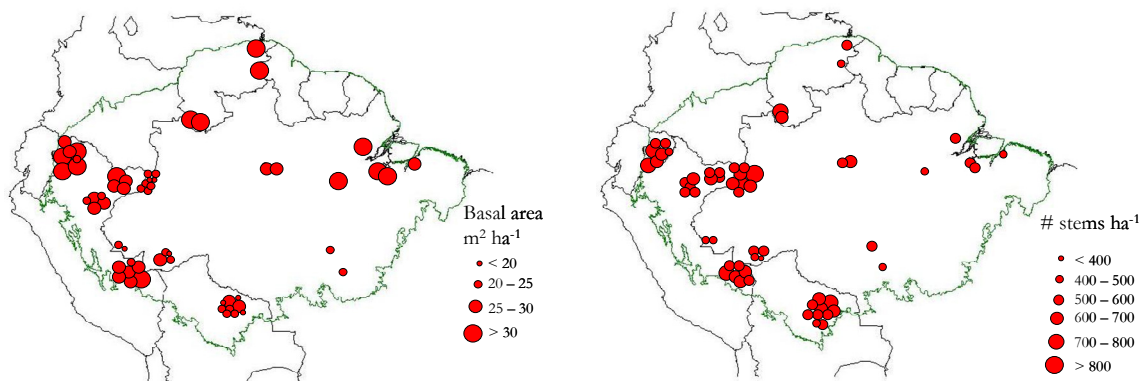 Basal area
m² ha⁻¹
< 20
20 – 25
25 – 30
> 30
# stems ha⁻¹
< 400
400 – 500
500 – 600
600 – 700
700 – 800
> 800